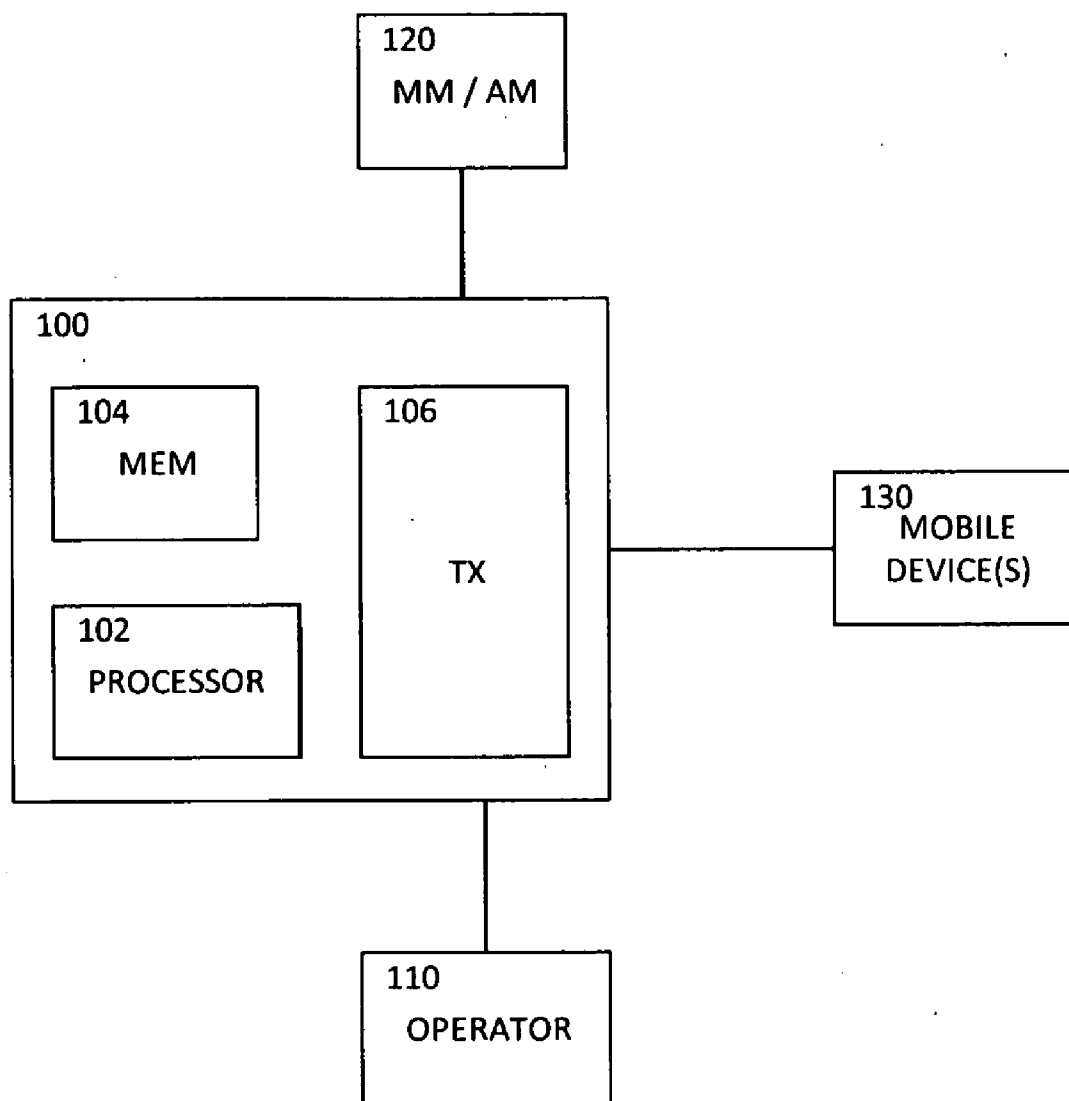 120
MM / AM
100
104
MEM
106
TX
102
PROCESSOR
130
MOBILE
DEVICE(S)
110
OPERATOR